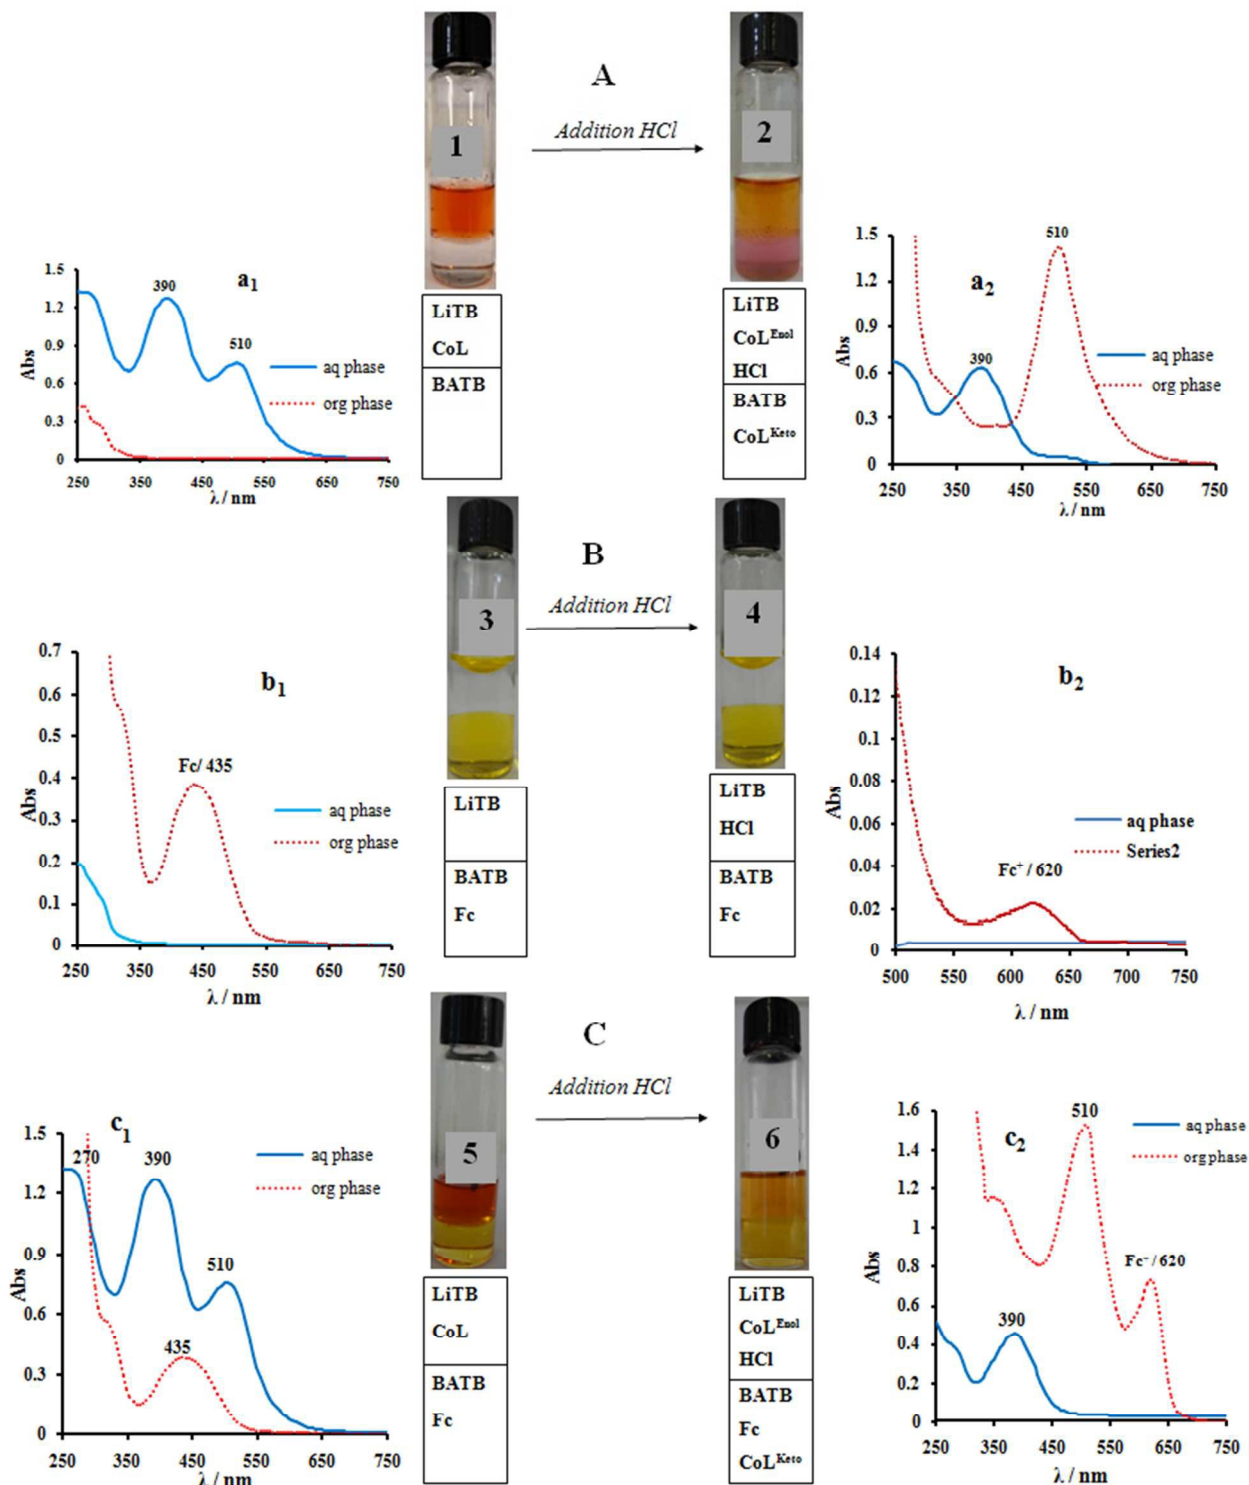 A
Addition HCl
1
2
LiTB
CoL
BATB
LiTB
CoL^Enol
HCl
BATB
CoL^Keto
a1
390
510
aq phase
org phase
Abs
1.5
1.2
0.9
0.6
0.3
0
250 350 450 550 650 750
λ / nm
a2
510
390
aq phase
org phase
Abs
1.5
1.2
0.9
0.6
0.3
0
250 350 450 550 650 750
λ / nm
B
Addition HCl
3
4
LiTB
BATB
Fc
LiTB
HCl
BATB
Fc
b1
Fc/ 435
aq phase
org phase
Abs
0.7
0.6
0.5
0.4
0.3
0.2
0.1
0
250 350 450 550 650 750
λ / nm
b2
Fc⁺ / 620
aq phase
Series2
Abs
0.14
0.12
0.1
0.08
0.06
0.04
0.02
0
500 550 600 650 700 750
λ / nm
C
Addition HCl
5
6
LiTB
CoL
BATB
Fc
LiTB
CoL^Enol
HCl
BATB
Fc
CoL^Keto
c1
270
390
510
435
aq phase
org phase
Abs
1.5
1.2
0.9
0.6
0.3
0
250 350 450 550 650 750
λ / nm
c2
510
Fc⁺ / 620
390
aq phase
org phase
Abs
1.6
1.4
1.2
1
0.8
0.6
0.4
0.2
0
250 350 450 550 650 750
λ / nm